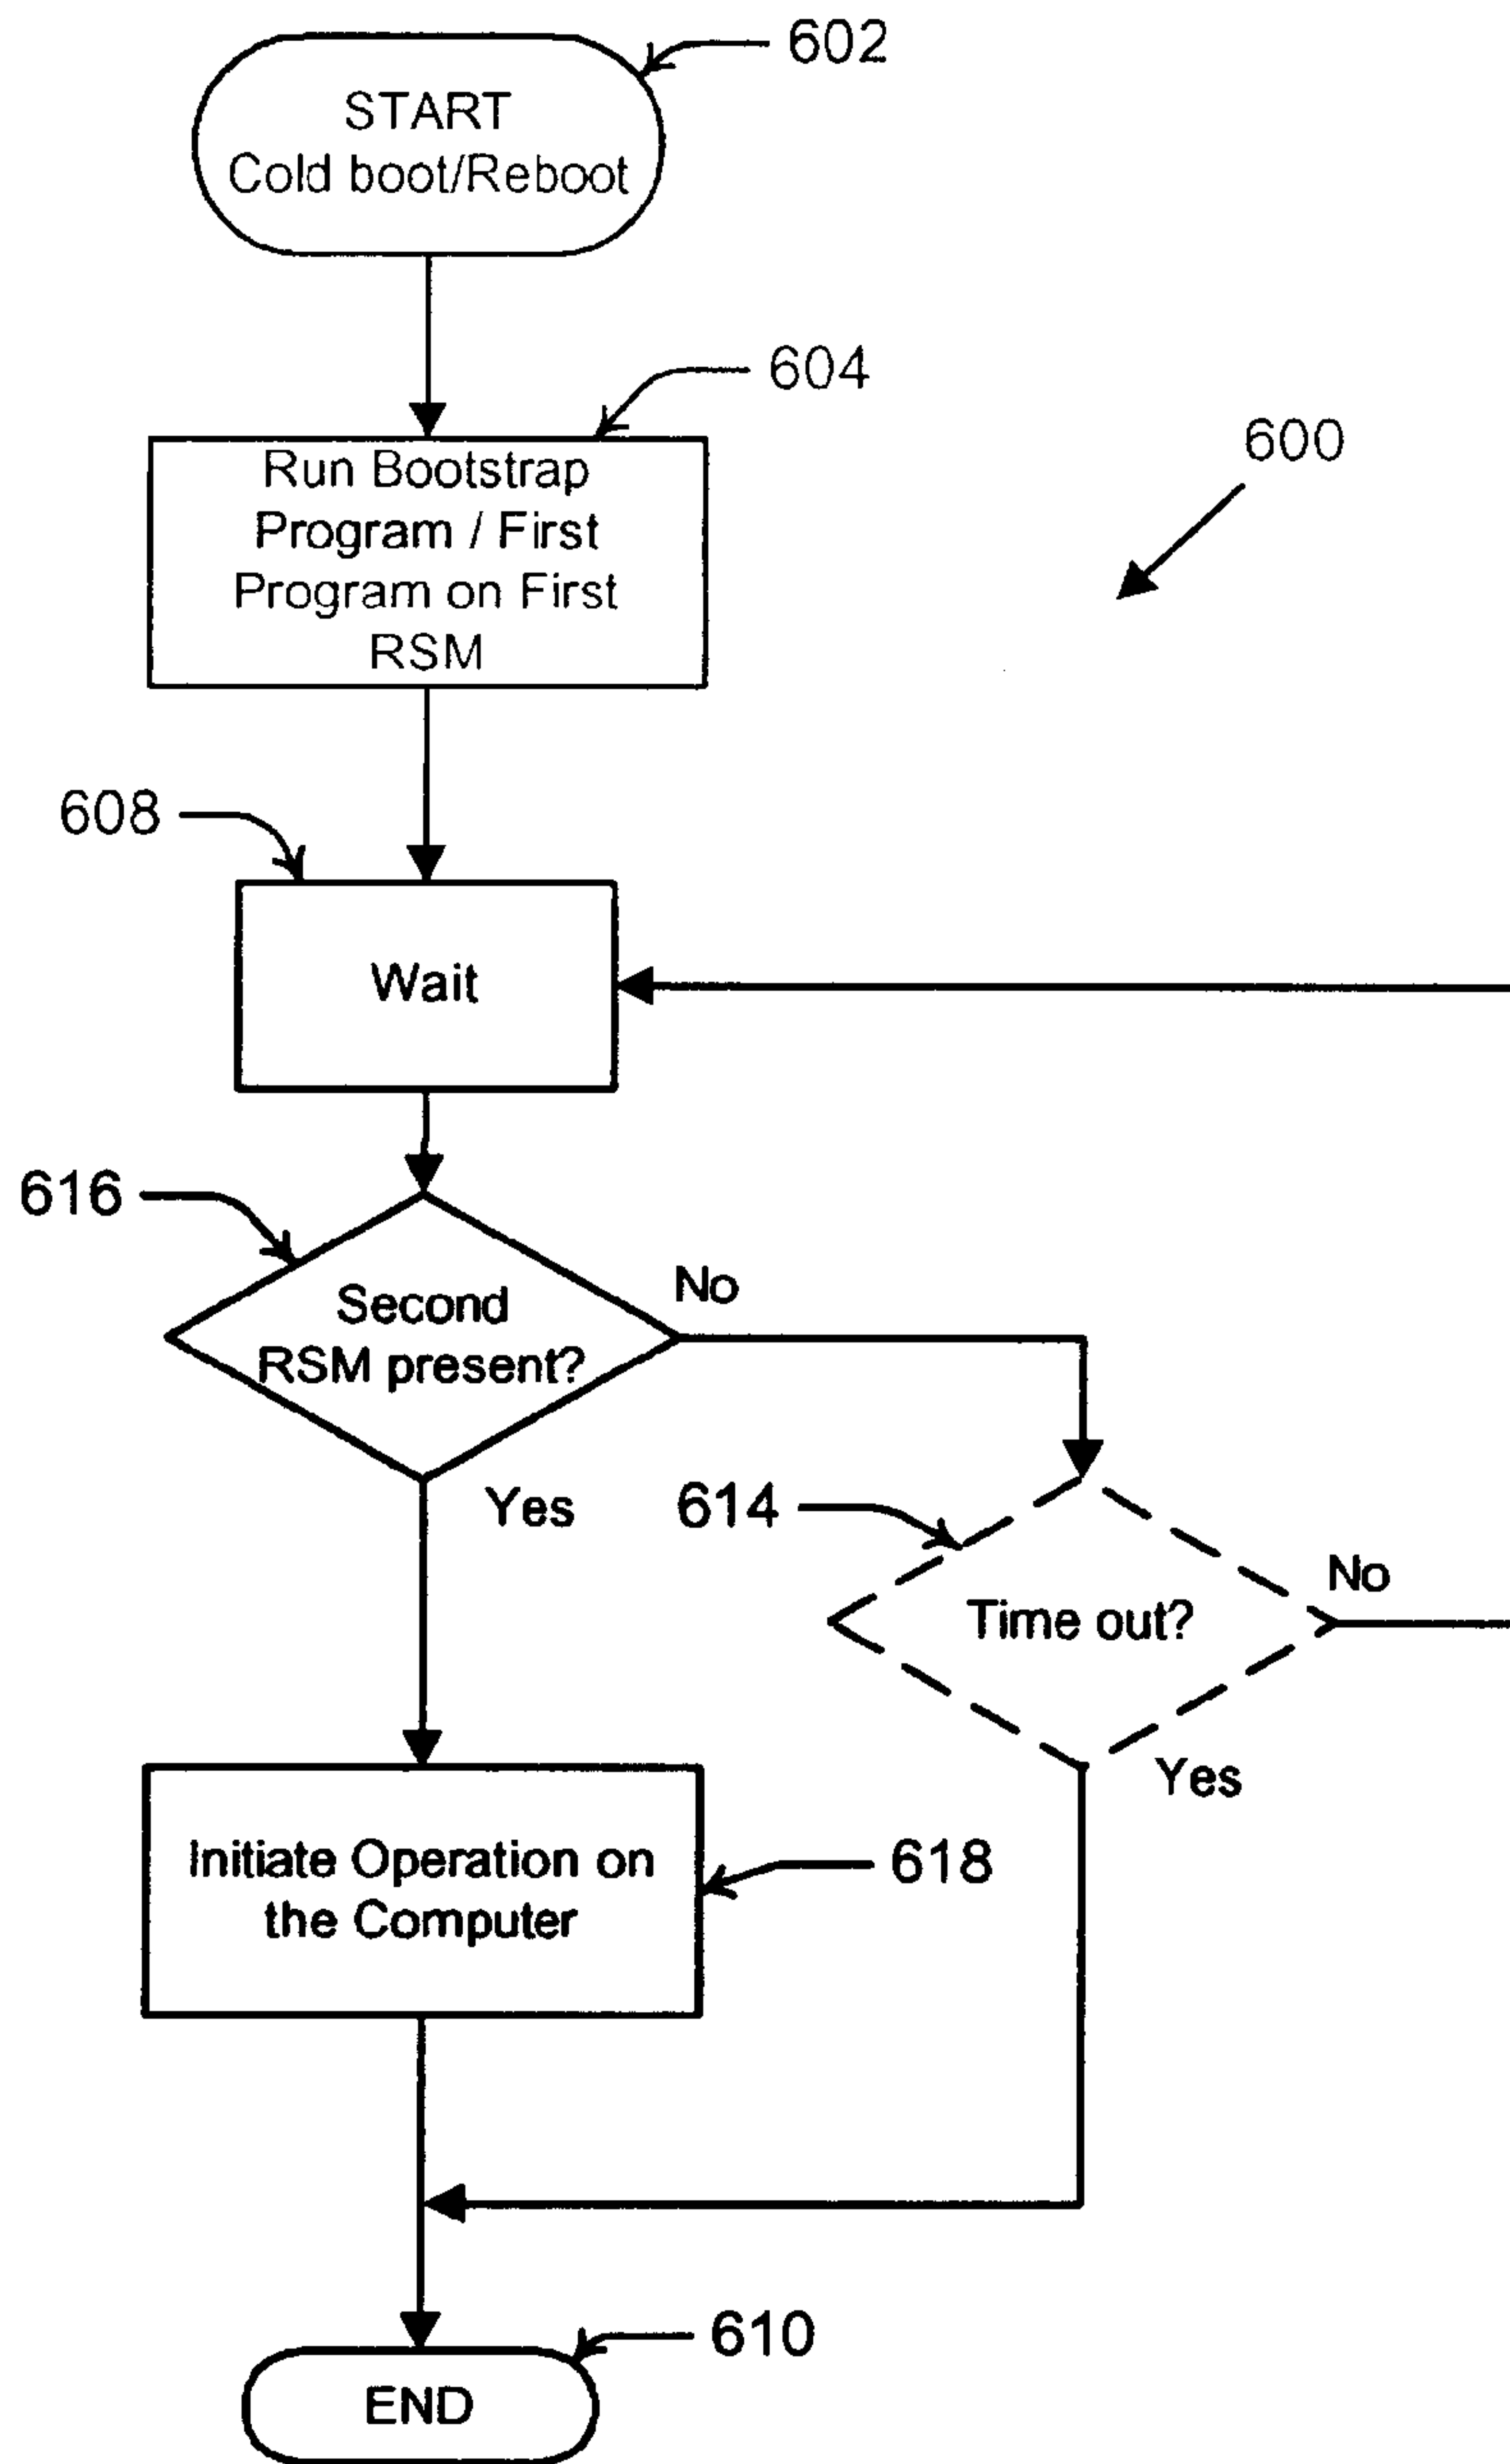 602
START
Cold boot/Reboot
604
600
Run Bootstrap
Program / First
Program on First
RSM
608
Wait
616
Second
RSM present?
No
Yes
614
Time out?
No
Yes
Initiate Operation on
the Computer
618
610
END